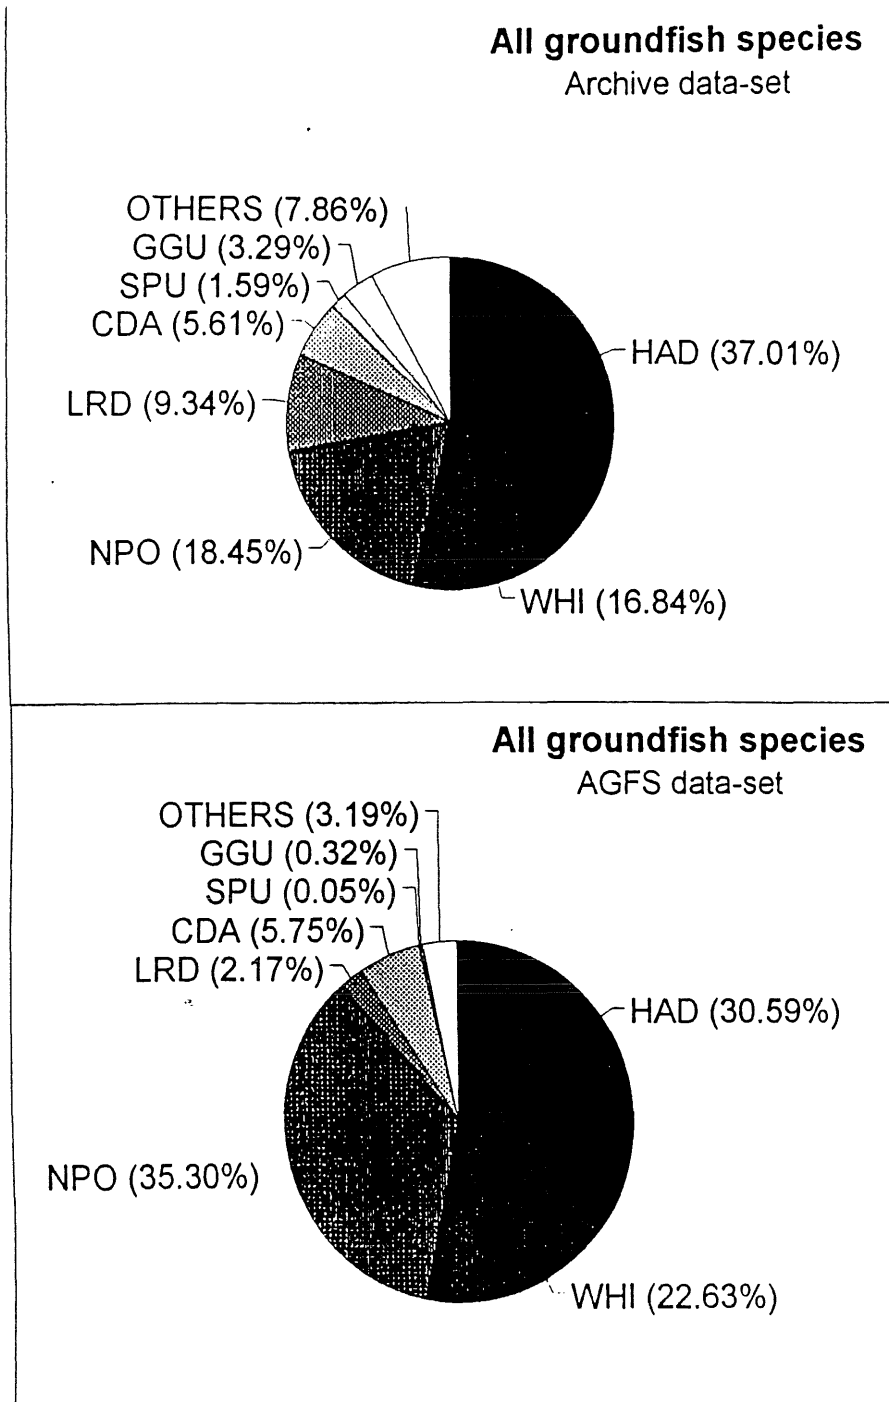 All groundfish species
Archive data-set
OTHERS (7.86%)
GGU (3.29%)
SPU (1.59%)
CDA (5.61%)
HAD (37.01%)
LRD (9.34%)
NPO (18.45%)
WHI (16.84%)
All groundfish species
AGFS data-set
OTHERS (3.19%)
GGU (0.32%)
SPU (0.05%)
CDA (5.75%)
LRD (2.17%)
HAD (30.59%)
NPO (35.30%)
WHI (22.63%)